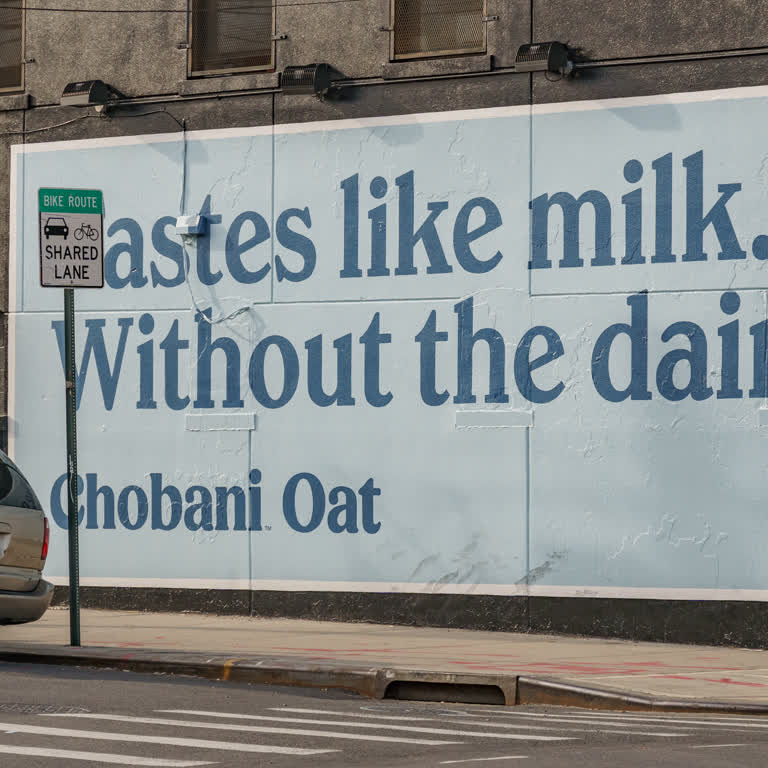 BIKE ROUTE
SHARED
LANE
astes like milk.
Without the dai
Chobani Oat